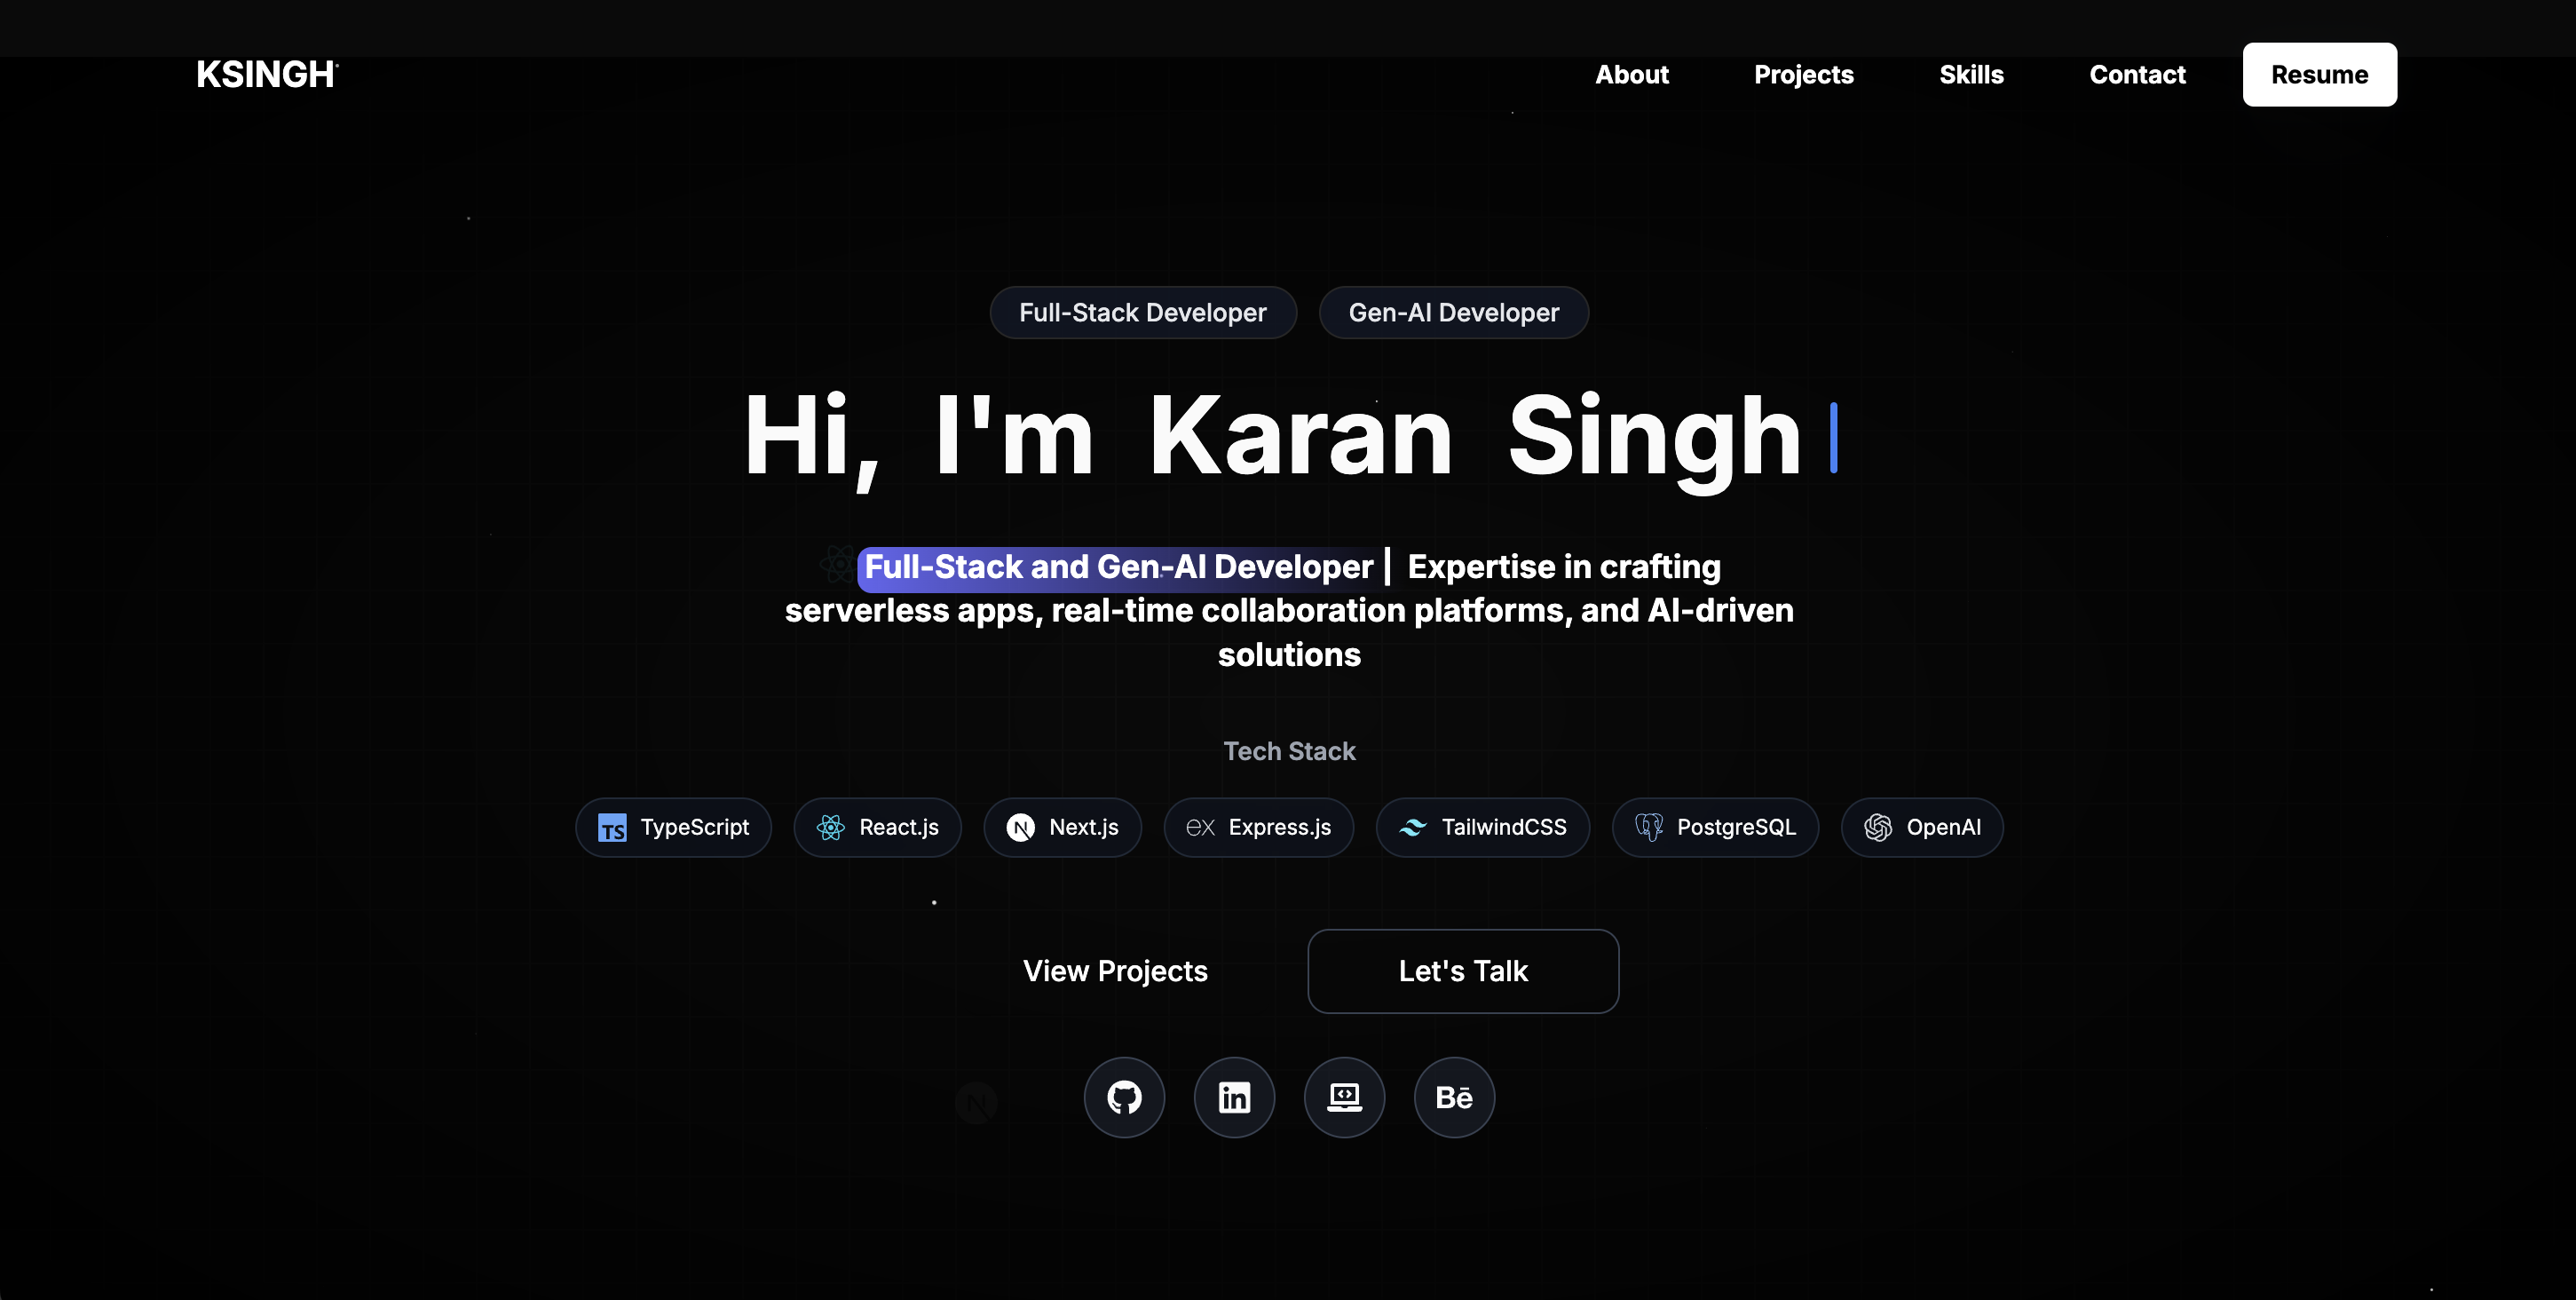 KSINGH
About Projects Skills Contact Resume
Full-Stack Developer Gen-AI Developer
Hi, I'm Karan Singh
Full-Stack and Gen-AI Developer | Expertise in crafting
serverless apps, real-time collaboration platforms, and AI-driven
solutions
Tech Stack
TS TypeScript React.js N Next.js ex Express.js TailwindCSS PostgreSQL OpenAI
View Projects Let's Talk
in Bē